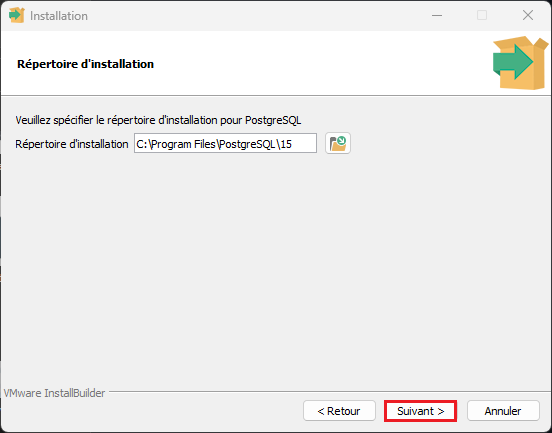 Installation
Répertoire d'installation
Veuillez spécifier le répertoire d'installation pour PostgreSQL
Répertoire d'installation C:\Program Files\PostgreSQL\15
VMware InstallBuilder
< Retour Suivant > Annuler